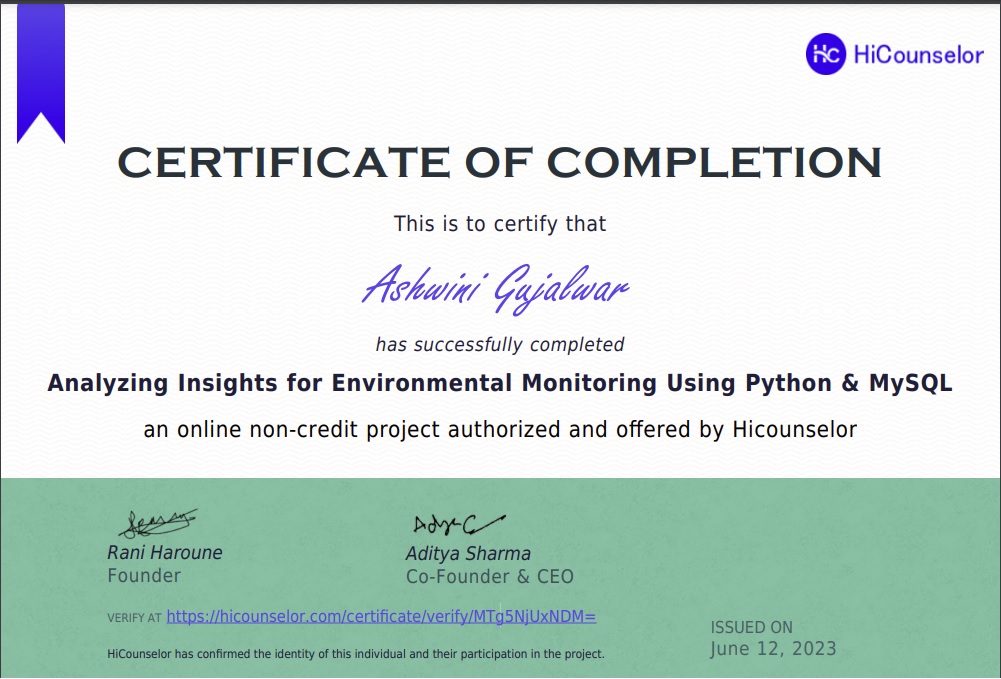 HC HiCounselor
CERTIFICATE OF COMPLETION
This is to certify that
Ashwini Gujalwar
has successfully completed
Analyzing Insights for Environmental Monitoring Using Python & MySQL
an online non-credit project authorized and offered by Hicounselor
Rani Haroune
Founder
Aditya Sharma
Co-Founder & CEO
VERIFY AT https://hicounselor.com/certificate/verify/MTg5NjUxNDM=
HiCounselor has confirmed the identity of this individual and their participation in the project.
ISSUED ON
June 12, 2023